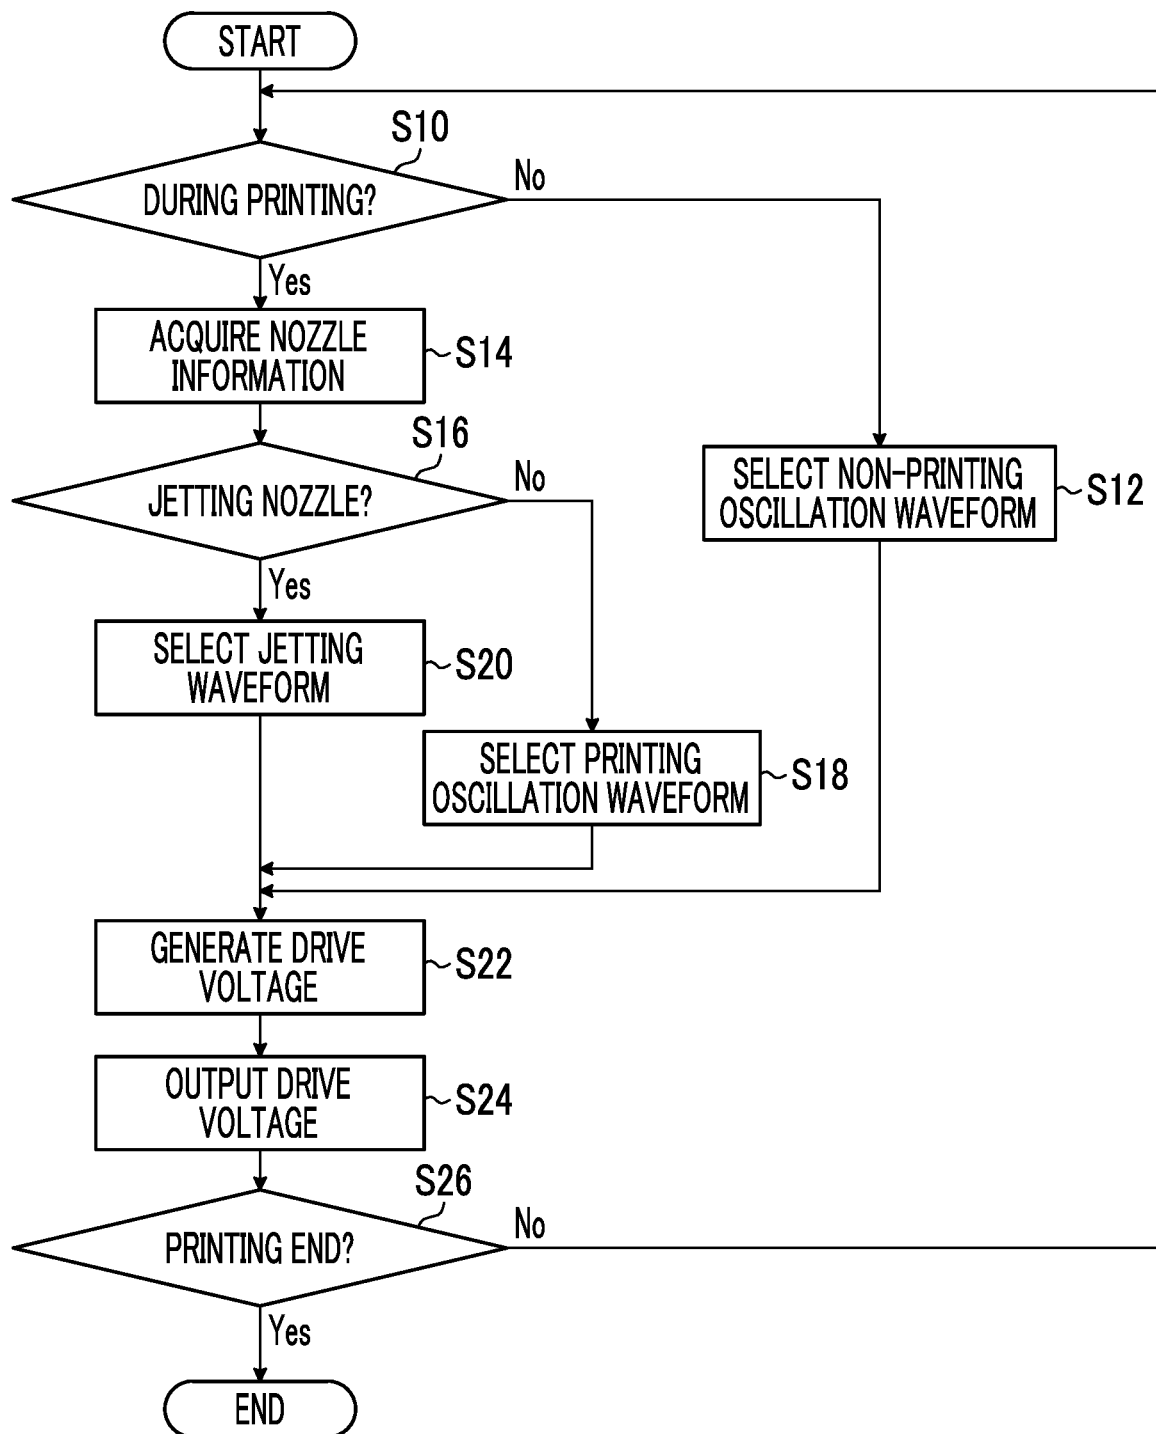 START
S10
DURING PRINTING?
No
Yes
ACQUIRE NOZZLE
INFORMATION
S14
S16
JETTING NOZZLE?
No
SELECT NON-PRINTING
OSCILLATION WAVEFORM
S12
Yes
SELECT JETTING
WAVEFORM
S20
SELECT PRINTING
OSCILLATION WAVEFORM
S18
GENERATE DRIVE
VOLTAGE
S22
OUTPUT DRIVE
VOLTAGE
S24
S26
PRINTING END?
No
Yes
END